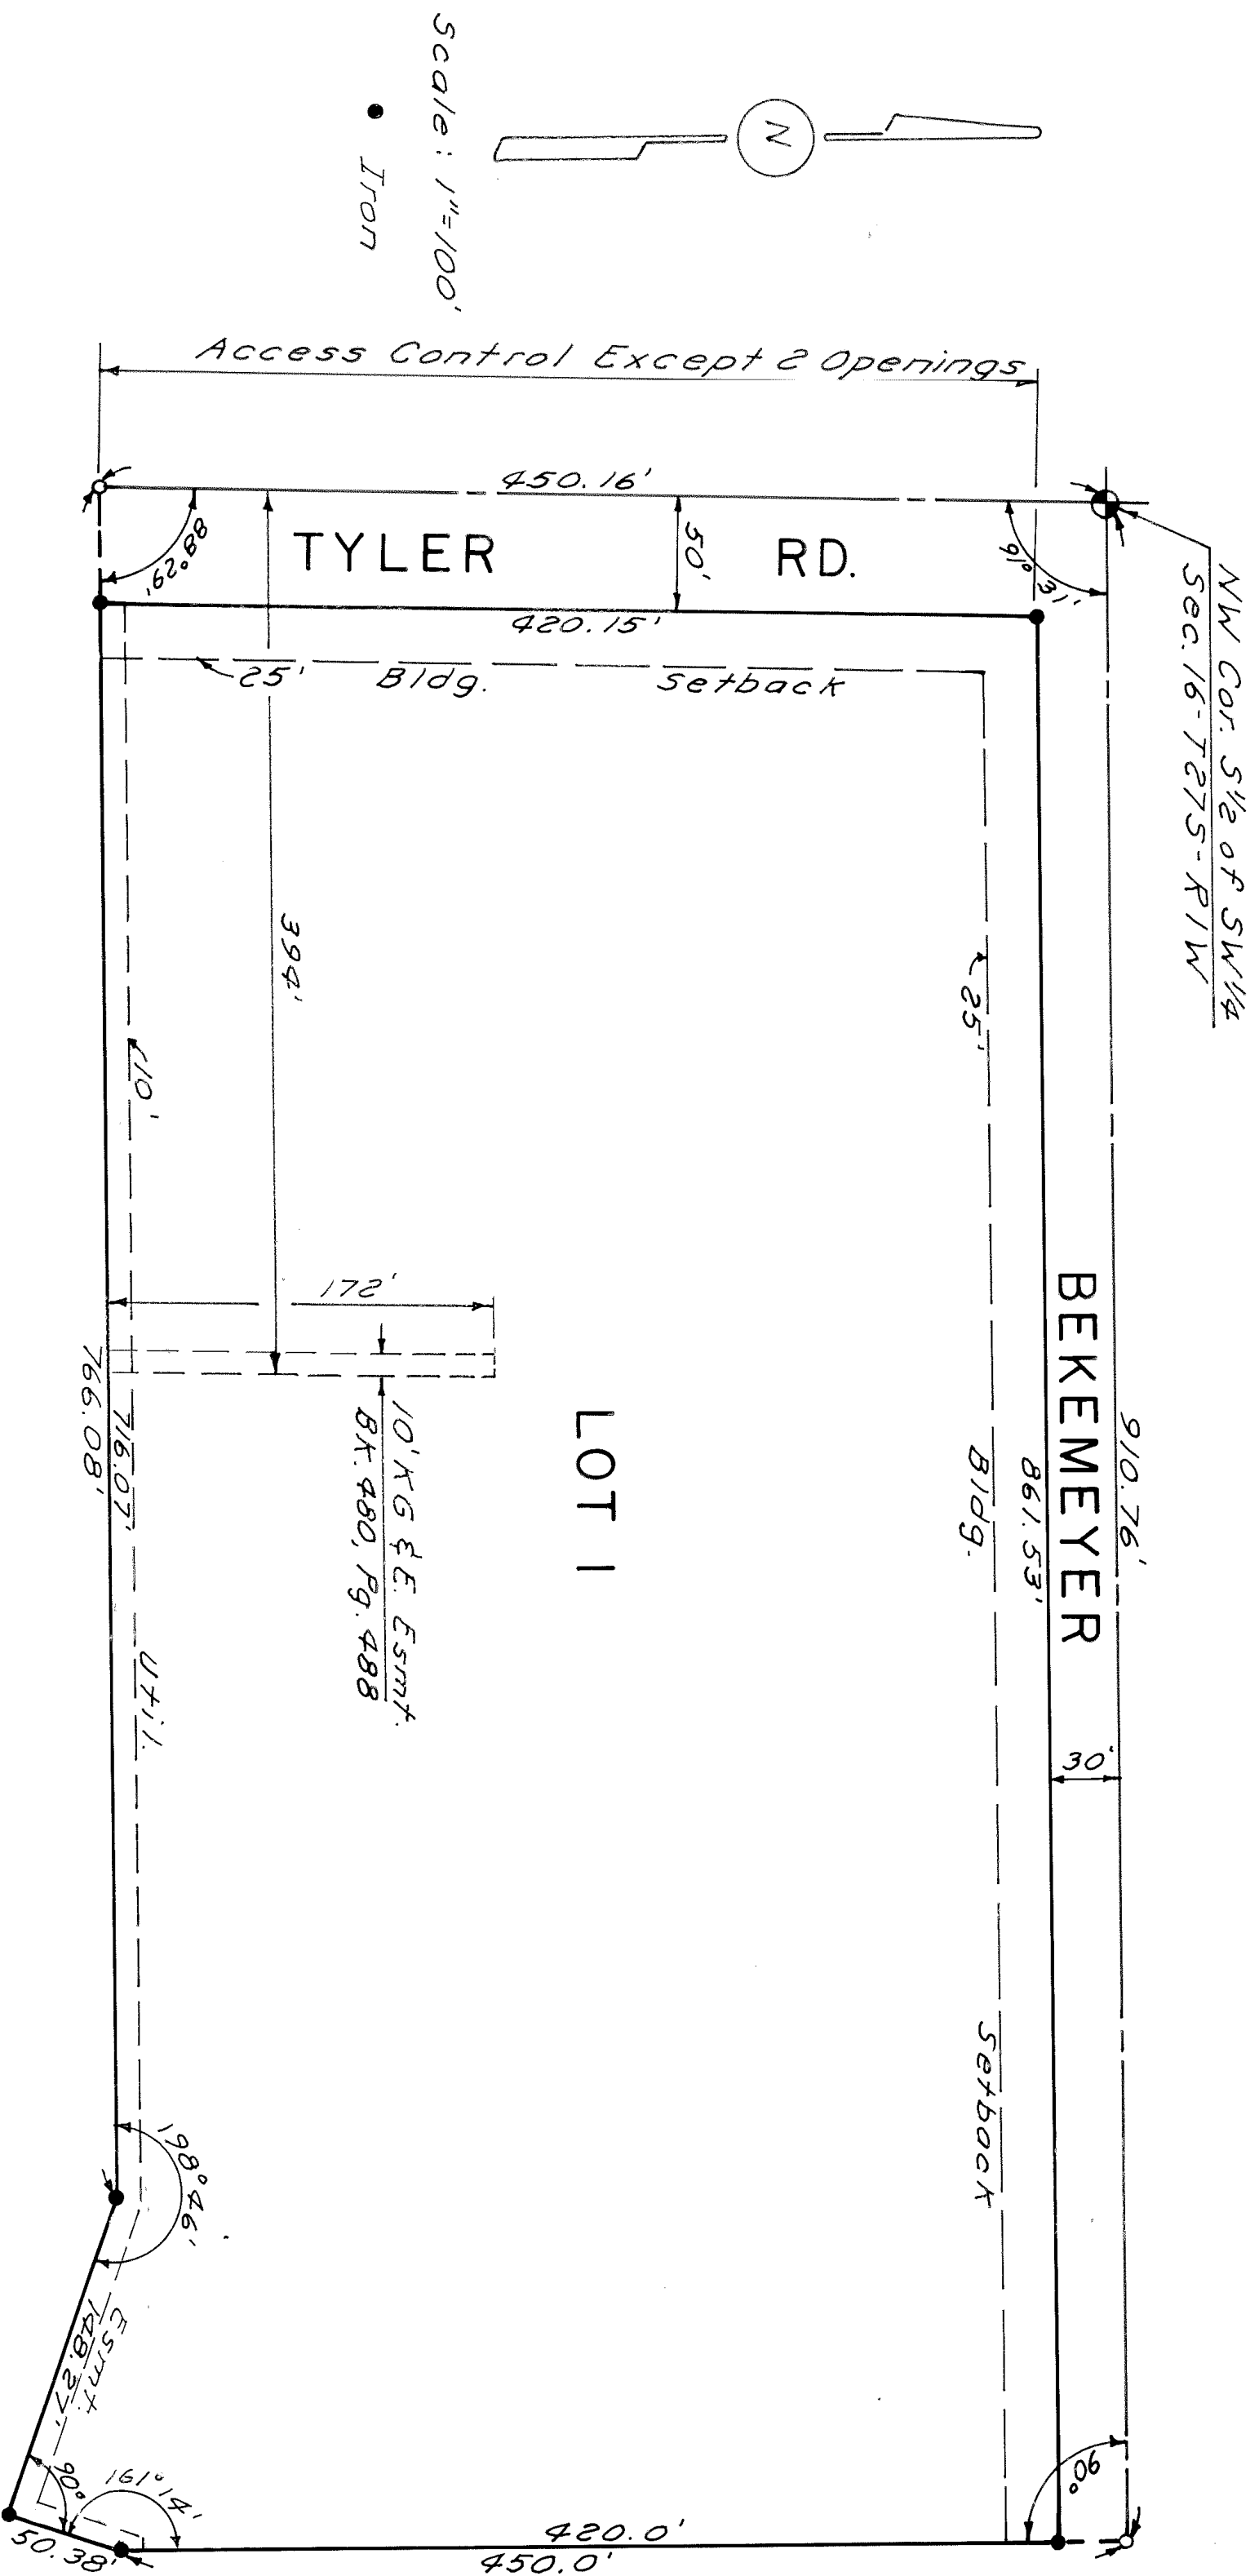 N
Scale: 1"=100'
● Iron
Access Control Except 2 Openings
NW Cor. S½ of SW¼
Sec. 16-T27S-R1W
450.16'
88°29'
TYLER RD.
50'
91°31'
420.15'
25' Bldg. Setback
394'
25'
10'
172'
10' KG & E. Esmt.
BK. 480, Pg. 488
LOT 1
BEKEMEYER
910.76'
861.53'
Bldg.
30'
716.07'
766.08'
Util.
Setback
198°46'
Esmt.
148.27'
90°
161°14'
50.38'
90°
420.0'
450.0'